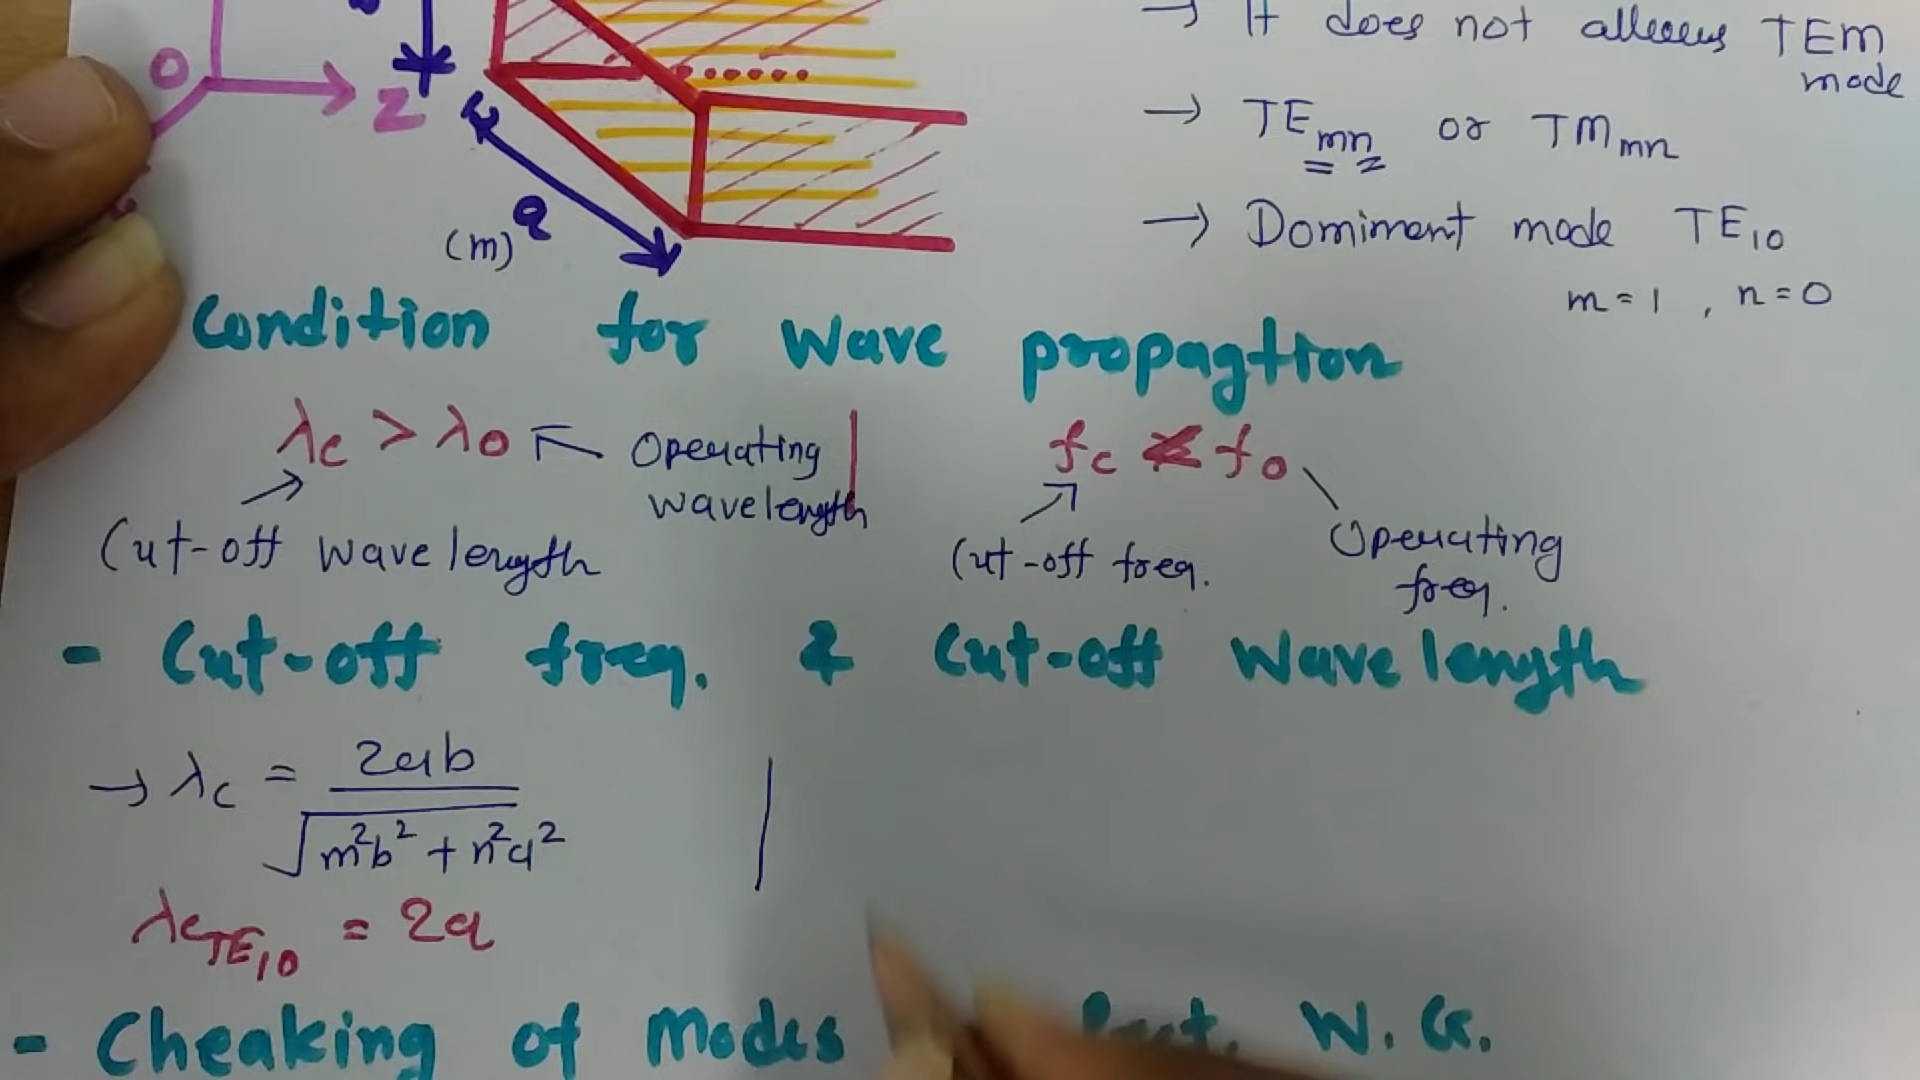 → It does not allows TEM
mode
O
Z
→ TEmn or TMmn
(m) a
→ Dominent mode TE10
m = 1 , n = 0
Condition for wave propagtion
λc > λo ← Operating
wavelength
fc < fo
Cut-off wavelength
Cut-off freq.
Operating
freq.
- Cut-off freq. & Cut-off wavelength
→ λc = 2ab / √m²b² + n²a²
λcTE10 = 2a
- Cheaking of Modes Rect. W. G.